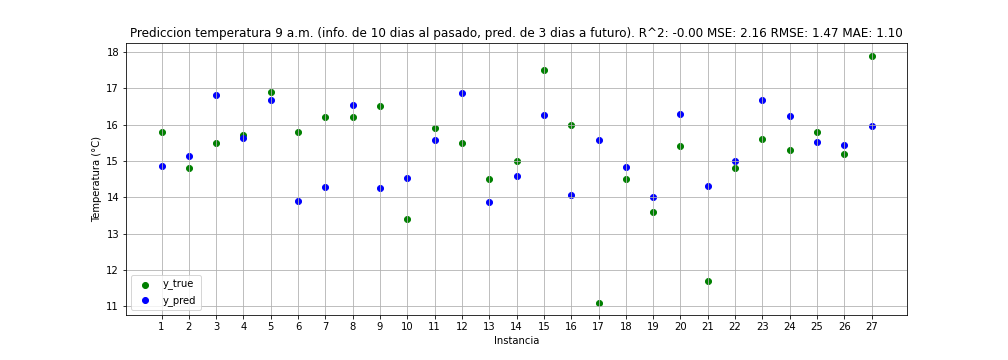 Prediccion temperatura 9 a.m. (info. de 10 dias al pasado, pred. de 3 dias a futuro). R^2: -0.00 MSE: 2.16 RMSE: 1.47 MAE: 1.10
18
17
16
15
14
13
12
11
Temperatura (°C)
y_true
y_pred
1 2 3 4 5 6 7 8 9 10 11 12 13 14 15 16 17 18 19 20 21 22 23 24 25 26 27
Instancia